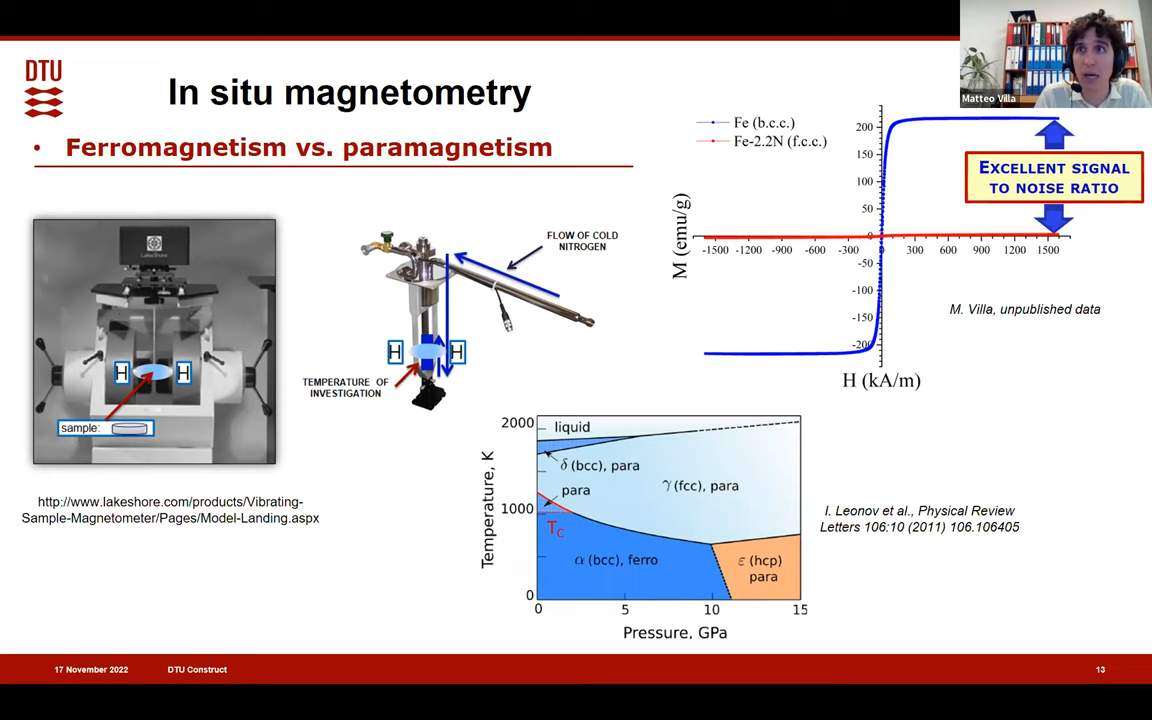 DTU
In situ magnetometry
• Ferromagnetism vs. paramagnetism
Matteo Villa
LakeShore
H
H
sample:
http://www.lakeshore.com/products/Vibrating-
Sample-Magnetometer/Pages/Model-Landing.aspx
FLOW OF COLD
NITROGEN
H
H
TEMPERATURE OF
INVESTIGATION
Fe (b.c.c.)
Fe-2.2N (f.c.c.)
EXCELLENT SIGNAL
TO NOISE RATIO
M (emu/g)
200
150
100
50
0
-50
-100
-150
-200
-1500 -1200 -900 -600 -300 0 300 600 900 1200 1500
H (kA/m)
M. Villa, unpublished data
Temperature, K
2000
1000
0
liquid
δ (bcc), para
para
γ (fcc), para
TC
α (bcc), ferro
ε (hcp)
para
0 5 10 15
Pressure, GPa
I. Leonov et al., Physical Review
Letters 106:10 (2011) 106.106405
17 November 2022
DTU Construct
13